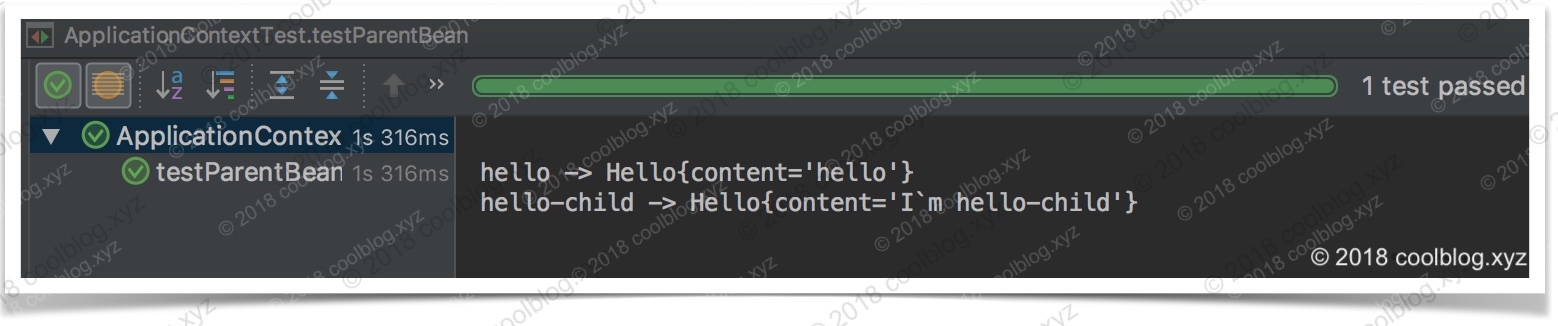 ApplicationContextTest.testParentBean
1 test passed
ApplicationContex 1s 316ms
testParentBean 1s 316ms
hello -> Hello{content='hello'}
hello-child -> Hello{content='I`m hello-child'}
© 2018 coolblog.xyz